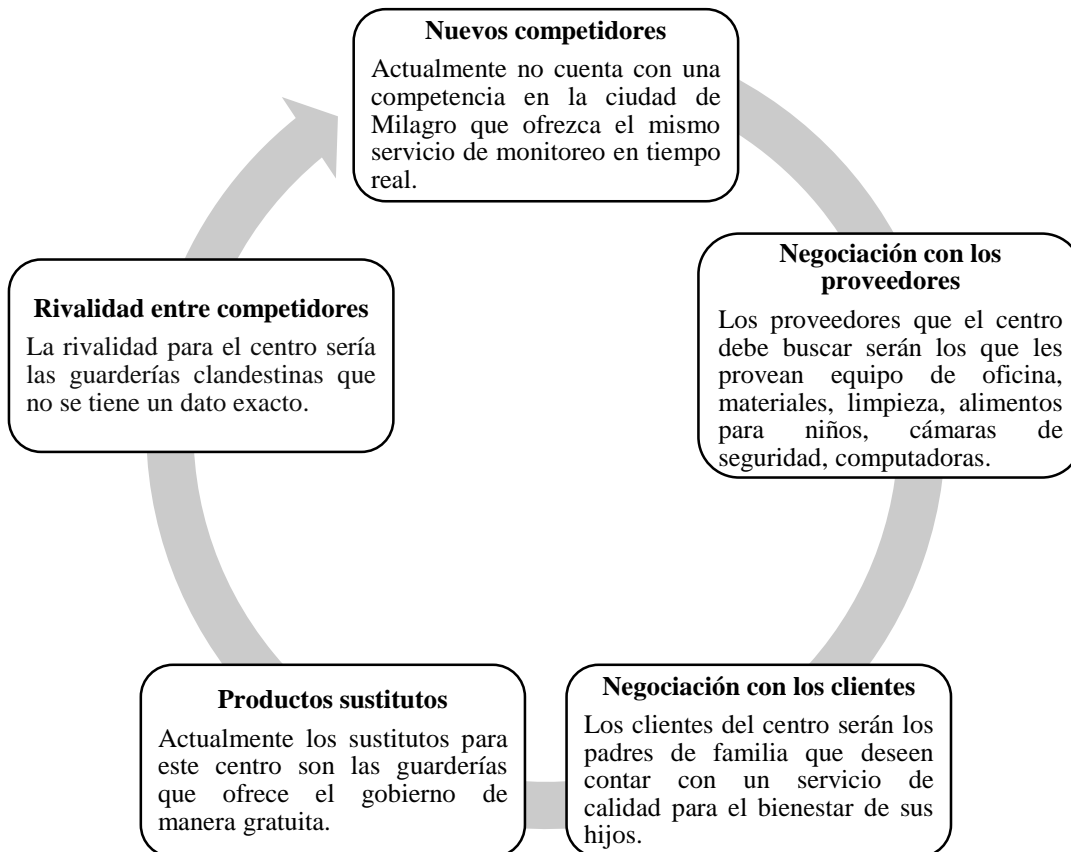 Nuevos competidores
Actualmente no cuenta con una
competencia en la ciudad de
Milagro que ofrezca el mismo
servicio de monitoreo en tiempo
real.
Negociación con los
proveedores
Los proveedores que el centro
debe buscar serán los que les
provean equipo de oficina,
materiales, limpieza, alimentos
para niños, cámaras de
seguridad, computadoras.
Negociación con los clientes
Los clientes del centro serán los
padres de familia que deseen
contar con un servicio de
calidad para el bienestar de sus
hijos.
Productos sustitutos
Actualmente los sustitutos para
este centro son las guarderías
que ofrece el gobierno de
manera gratuita.
Rivalidad entre competidores
La rivalidad para el centro sería
las guarderías clandestinas que
no se tiene un dato exacto.